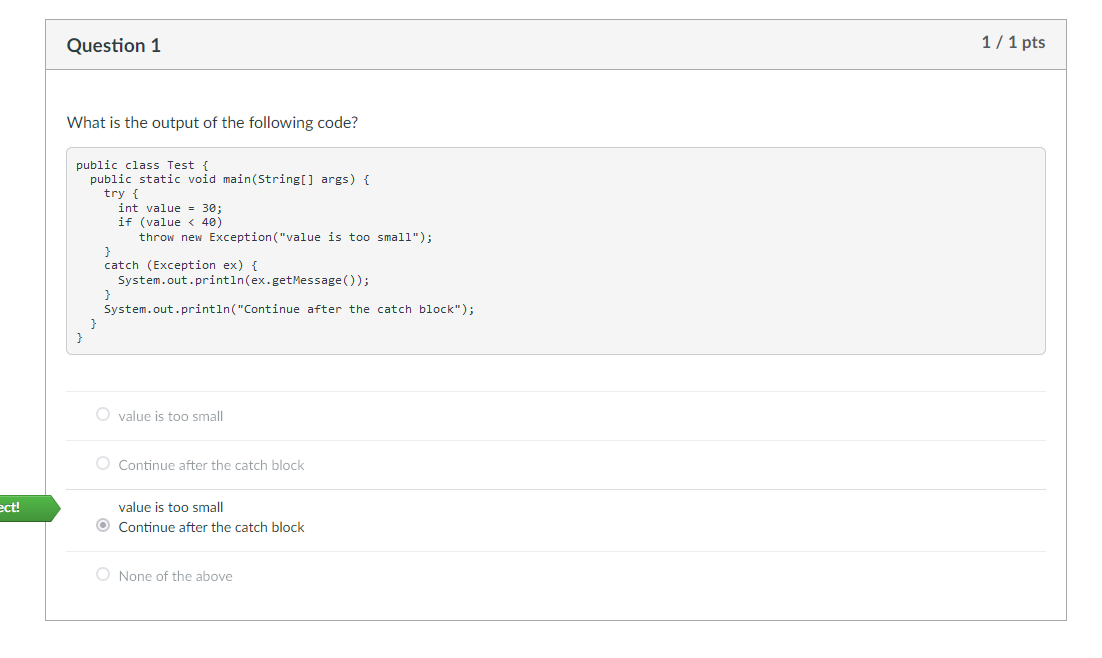 Question 1
1 / 1 pts
What is the output of the following code?
public class Test {
  public static void main(String[] args) {
    try {
      int value = 30;
      if (value < 40)
         throw new Exception("value is too small");
    }
    catch (Exception ex) {
      System.out.println(ex.getMessage());
    }
    System.out.println("Continue after the catch block");
  }
}
value is too small
Continue after the catch block
ect!
value is too small
Continue after the catch block
None of the above